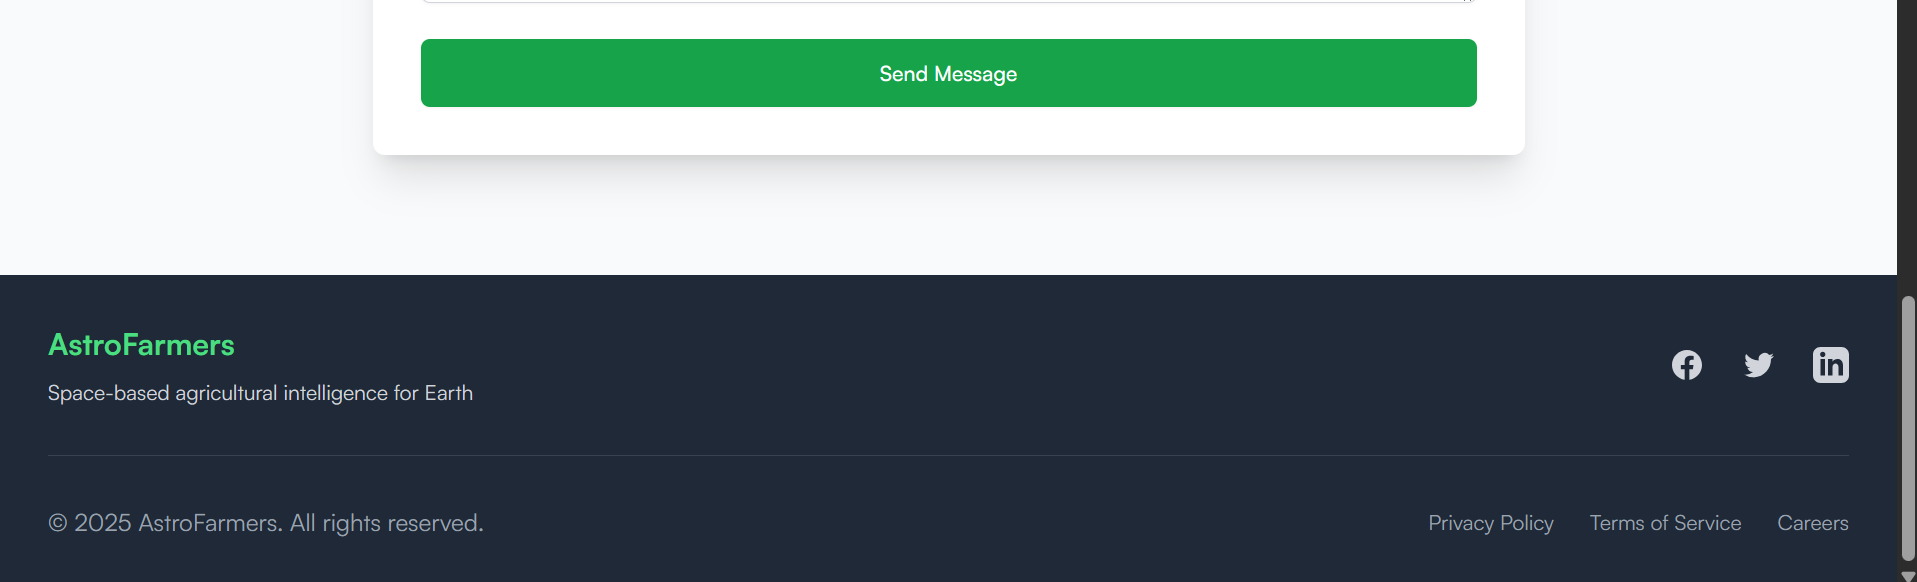 Send Message
AstroFarmers
Space-based agricultural intelligence for Earth
in
© 2025 AstroFarmers. All rights reserved.
Privacy Policy
Terms of Service
Careers